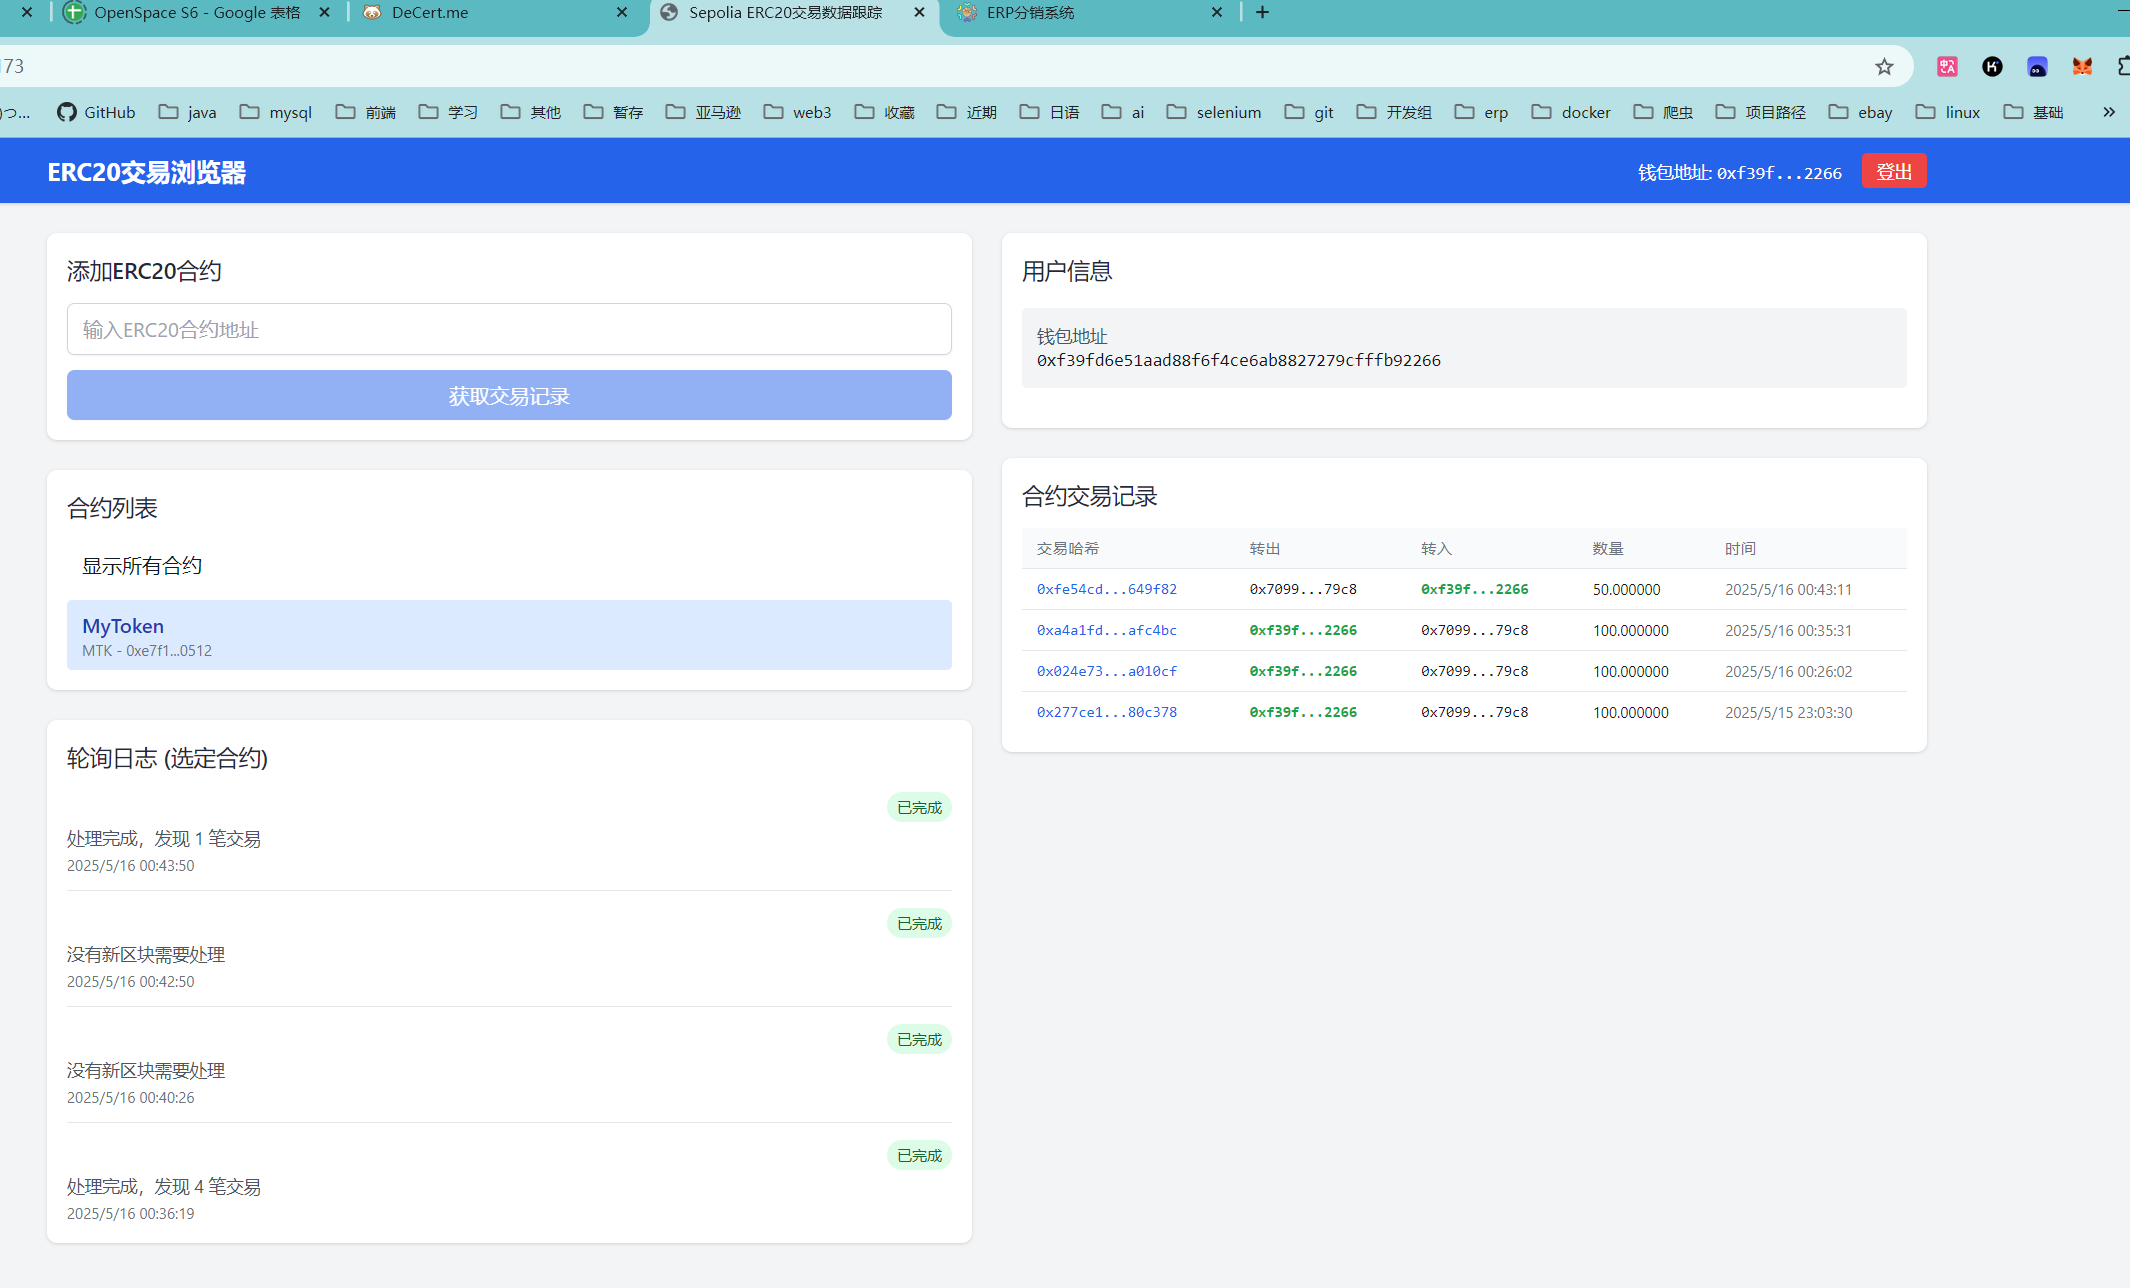 OpenSpace S6 - Google 表格
DeCert.me
Sepolia ERC20交易数据跟踪
ERP分销系统
173
)つ... GitHub java mysql 前端 学习 其他 暂存 亚马逊 web3 收藏 近期 日语 ai selenium git 开发组 erp docker 爬虫 项目路径 ebay linux 基础
ERC20交易浏览器
钱包地址: 0xf39f...2266 登出
添加ERC20合约
输入ERC20合约地址
获取交易记录
合约列表
显示所有合约
MyToken
MTK - 0xe7f1...0512
轮询日志 (选定合约)
已完成
处理完成，发现 1 笔交易
2025/5/16 00:43:50
已完成
没有新区块需要处理
2025/5/16 00:42:50
已完成
没有新区块需要处理
2025/5/16 00:40:26
已完成
处理完成，发现 4 笔交易
2025/5/16 00:36:19
用户信息
钱包地址
0xf39fd6e51aad88f6f4ce6ab8827279cfffb92266
合约交易记录
交易哈希 转出 转入 数量 时间
0xfe54cd...649f82 0x7099...79c8 0xf39f...2266 50.000000 2025/5/16 00:43:11
0xa4a1fd...afc4bc 0xf39f...2266 0x7099...79c8 100.000000 2025/5/16 00:35:31
0x024e73...a010cf 0xf39f...2266 0x7099...79c8 100.000000 2025/5/16 00:26:02
0x277ce1...80c378 0xf39f...2266 0x7099...79c8 100.000000 2025/5/15 23:03:30